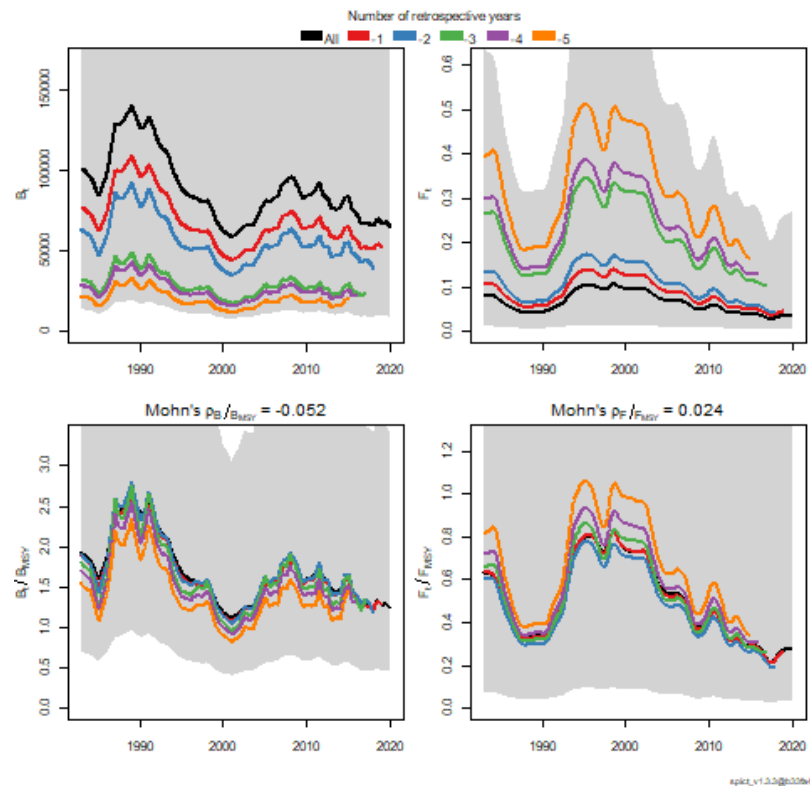 Number of retrospective years
All -1 -2 -3 -4 -5
Bt
0 50000 100000 150000
1990 2000 2010 2020
Ft
0.0 0.1 0.2 0.3 0.4 0.5 0.6
1990 2000 2010 2020
Mohn's ρB/BMSY = -0.052
Bt / BMSY
0.0 0.5 1.0 1.5 2.0 2.5 3.0
1990 2000 2010 2020
Mohn's ρF/FMSY = 0.024
Ft / FMSY
0.0 0.2 0.4 0.6 0.8 1.0 1.2
1990 2000 2010 2020